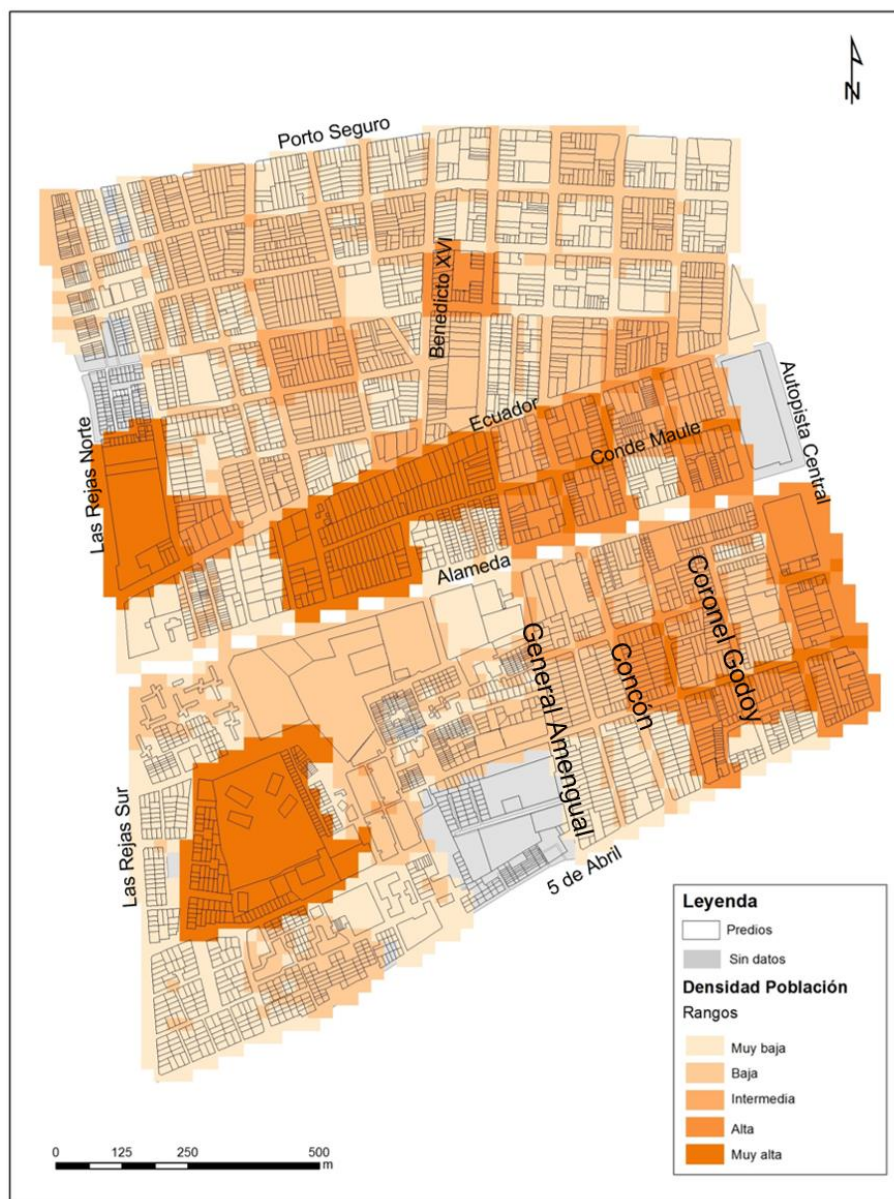 N
Porto Seguro
Benedicto XVI
Ecuador
Conde Maule
Autopista Central
Las Rejas Norte
Alameda
Coronel Godoy
Concón
General Amengual
Las Rejas Sur
5 de Abril
Leyenda
Predios
Sin datos
Densidad Población
Rangos
Muy baja
Baja
Intermedia
Alta
Muy alta
0 125 250 500
m